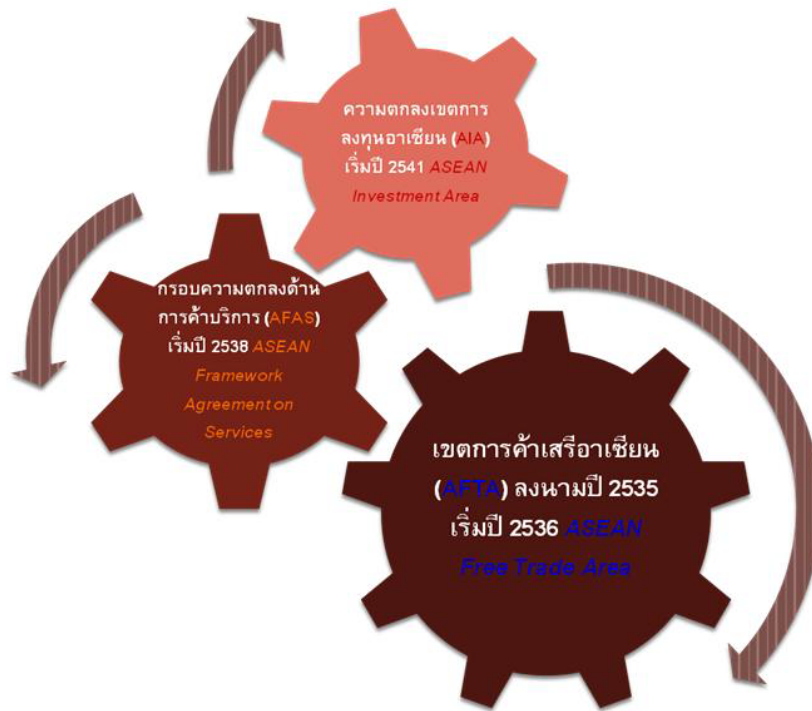 ความตกลงเขตการ
ลงทุนอาเซียน (AIA)
เริ่มปี 2541 ASEAN
Investment Area
กรอบความตกลงด้าน
การค้าบริการ (AFAS)
เริ่มปี 2538 ASEAN
Framework
Agreement on
Services
เขตการค้าเสรีอาเซียน
(AFTA) ลงนามปี 2535
เริ่มปี 2536 ASEAN
Free Trade Area